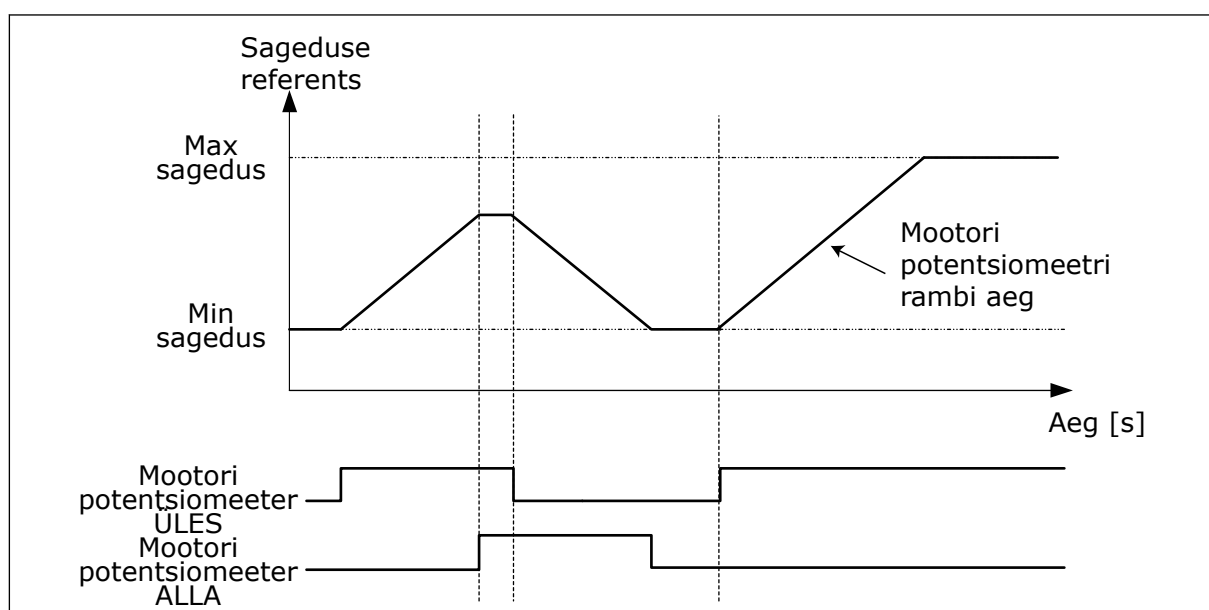 Sageduse
referents
Max
sagedus
Mootori
potentsiomeetri
rambi aeg
Min
sagedus
Aeg [s]
Mootori
potentsiomeeter
ÜLES
Mootori
potentsiomeeter
ALLA